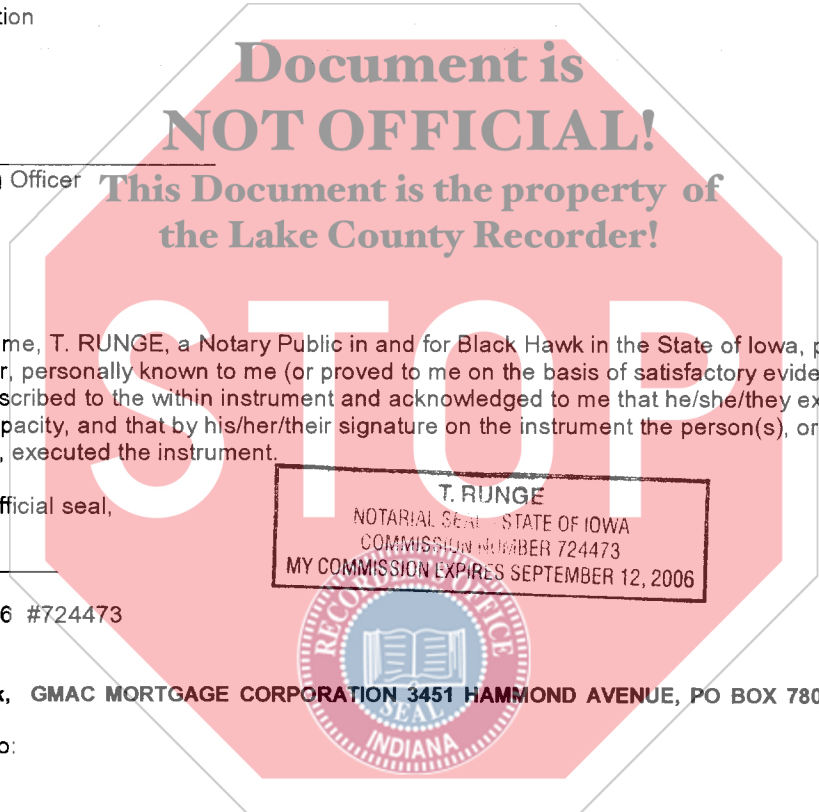 tion
Document is
NOT OFFICIAL!
Officer
This Document is the property of
the Lake County Recorder!
STOP
me, T. RUNGE, a Notary Public in and for Black Hawk in the State of Iowa, p
r, personally known to me (or proved to me on the basis of satisfactory evide
scribed to the within instrument and acknowledged to me that he/she/they ex
pacity, and that by his/her/their signature on the instrument the person(s), or
, executed the instrument.
fficial seal,
T. RUNGE
NOTARIAL SEAL - STATE OF IOWA
COMMISSION NUMBER 724473
MY COMMISSION EXPIRES SEPTEMBER 12, 2006
6 #724473
RECORDER'S OFFICE
SEAL
INDIANA
k, GMAC MORTGAGE CORPORATION 3451 HAMMOND AVENUE, PO BOX 780
o: